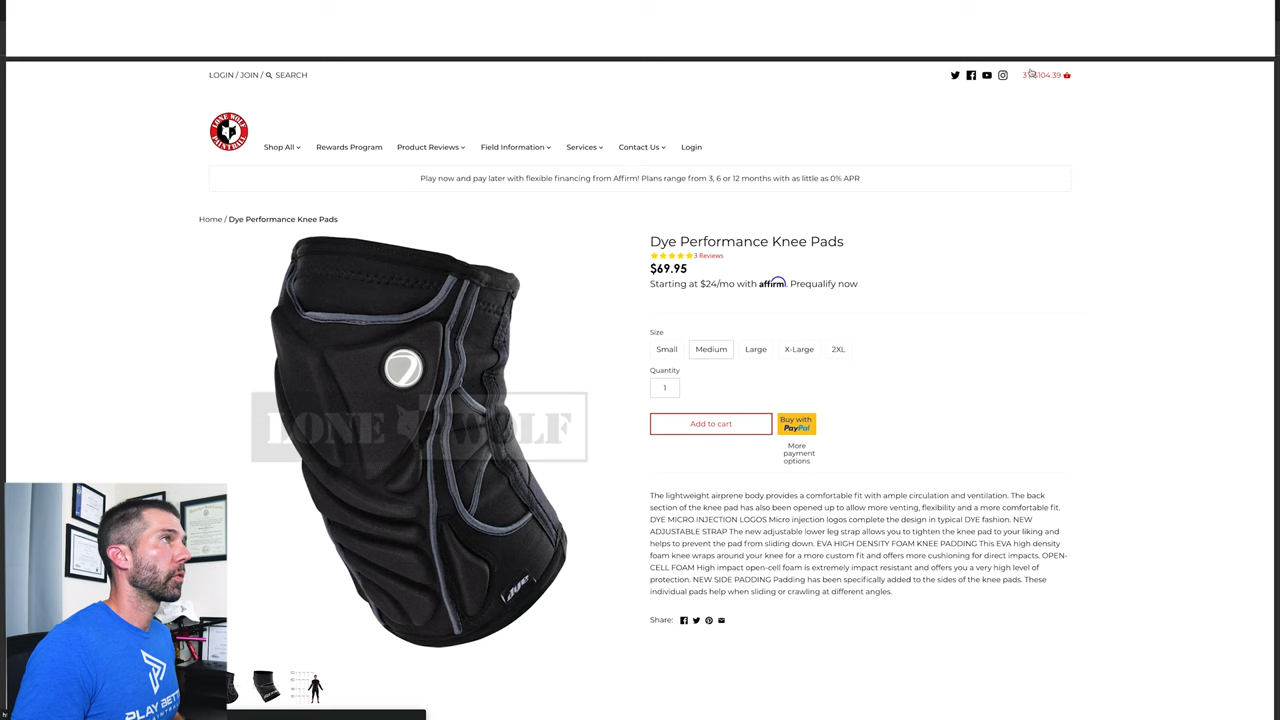 LOGIN / JOIN / SEARCH
$104.39
LONE WOLF
PAINTBALL
Shop All Rewards Program Product Reviews Field Information Services Contact Us Login
Play now and pay later with flexible financing from Affirm! Plans range from 3, 6 or 12 months with as little as 0% APR
Home / Dye Performance Knee Pads
Dye Performance Knee Pads
3 Reviews
$69.95
Starting at $24/mo with affirm. Prequalify now
Size
Small Medium Large X-Large 2XL
Quantity
1
Add to cart
Buy with
PayPal
More
payment
options
LONE WOLF
The lightweight airprene body provides a comfortable fit with ample circulation and ventilation. The back
section of the knee pad has also been opened up to allow more venting, flexibility and a more comfortable fit.
DYE MICRO INJECTION LOGOS Micro injection logos complete the design in typical DYE fashion. NEW
ADJUSTABLE STRAP The new adjustable lower leg strap allows you to tighten the knee pad to your liking and
helps to prevent the pad from sliding down. EVA HIGH DENSITY FOAM KNEE PADDING This EVA high density
foam knee wraps around your knee for a more custom fit and offers more cushioning for direct impacts. OPEN-
CELL FOAM High impact open-cell foam is extremely impact resistant and offers you a very high level of
protection. NEW SIDE PADDING Padding has been specifically added to the sides of the knee pads. These
individual pads help when sliding or crawling at different angles.
dye
Share:
PLAY BETTER